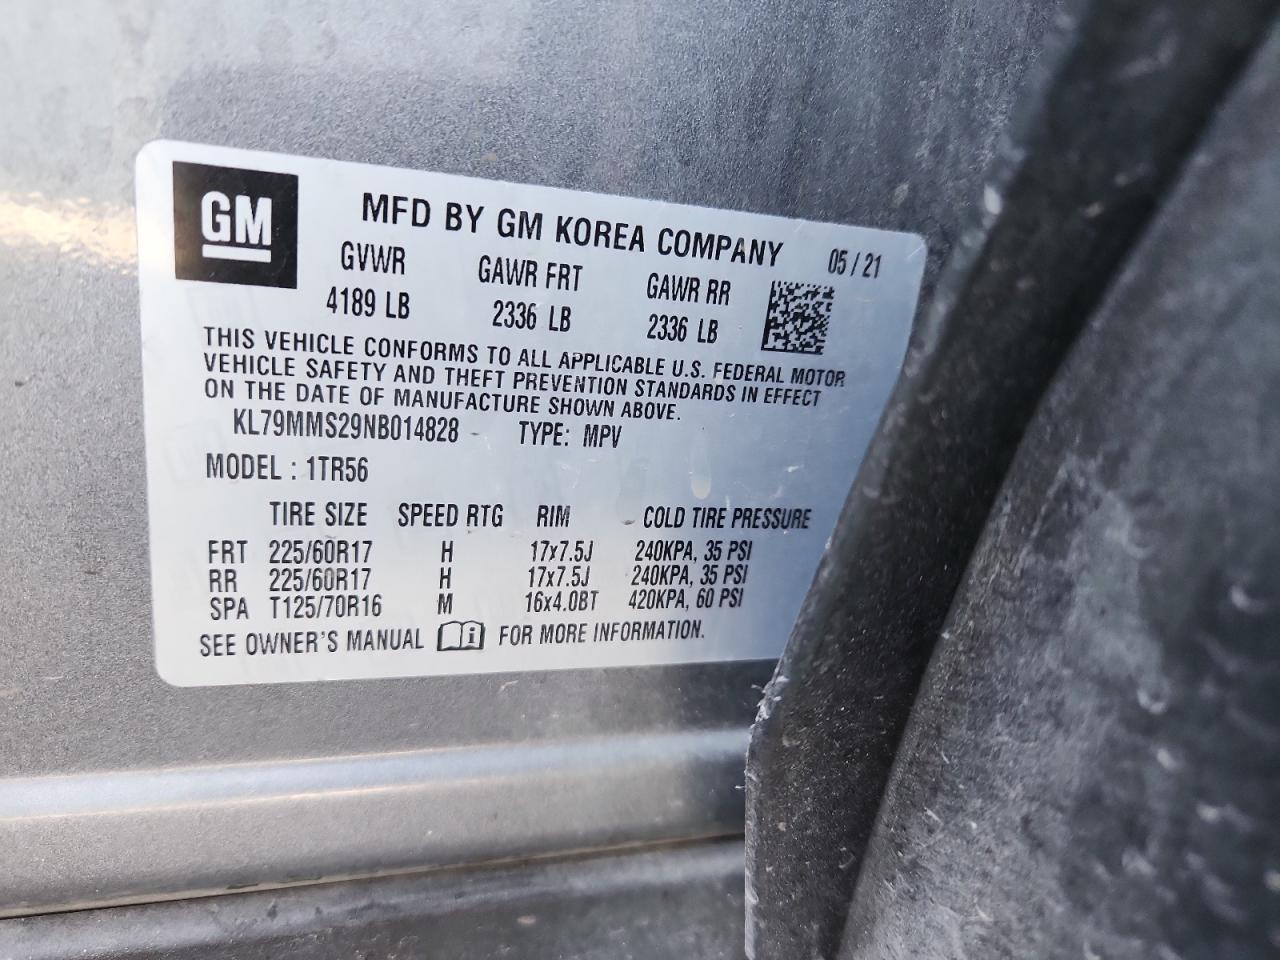 GM
MFD BY GM KOREA COMPANY 05 / 21
GVWR GAWR FRT GAWR RR
4189 LB 2336 LB 2336 LB
THIS VEHICLE CONFORMS TO ALL APPLICABLE U.S. FEDERAL MOTOR
VEHICLE SAFETY AND THEFT PREVENTION STANDARDS IN EFFECT
ON THE DATE OF MANUFACTURE SHOWN ABOVE.
KL79MMS29NB014828 TYPE: MPV
MODEL : 1TR56
TIRE SIZE SPEED RTG RIM COLD TIRE PRESSURE
FRT 225/60R17 H 17x7.5J 240KPA, 35 PSI
RR 225/60R17 H 17x7.5J 240KPA, 35 PSI
SPA T125/70R16 M 16x4.0BT 420KPA, 60 PSI
SEE OWNER'S MANUAL i FOR MORE INFORMATION.